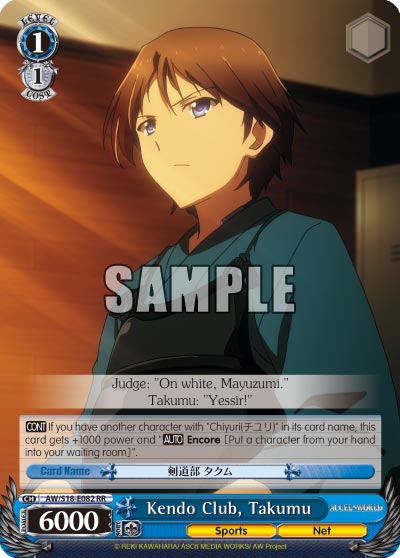 LEVEL
1
1
COST
SAMPLE
Judge: "On white, Mayuzumi."
Takumu: "Yessir!"
CONT If you have another character with "Chiyuri(チユリ)" in its card name, this
card gets +1000 power and "AUTO Encore [Put a character from your hand
into your waiting room]".
Card Name 剣道部 タクム
CH AW/S18-E082 RR
Kendo Club, Takumu
ACCEL WORLD
POWER 6000 SOUL
Sports
Net
© REKI KAWAHARA/ ASCII MEDIA WORKS/ AW Project